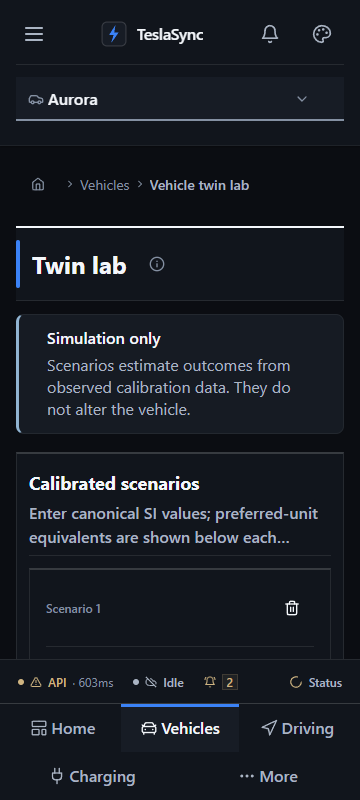 TeslaSync
Aurora
Vehicles
Vehicle twin lab
Twin lab
Simulation only
Scenarios estimate outcomes from
observed calibration data. They do
not alter the vehicle.
Calibrated scenarios
Enter canonical SI values; preferred-unit
equivalents are shown below each...
Scenario 1
API · 603ms
Idle
2
Status
Home
Vehicles
Driving
Charging
More